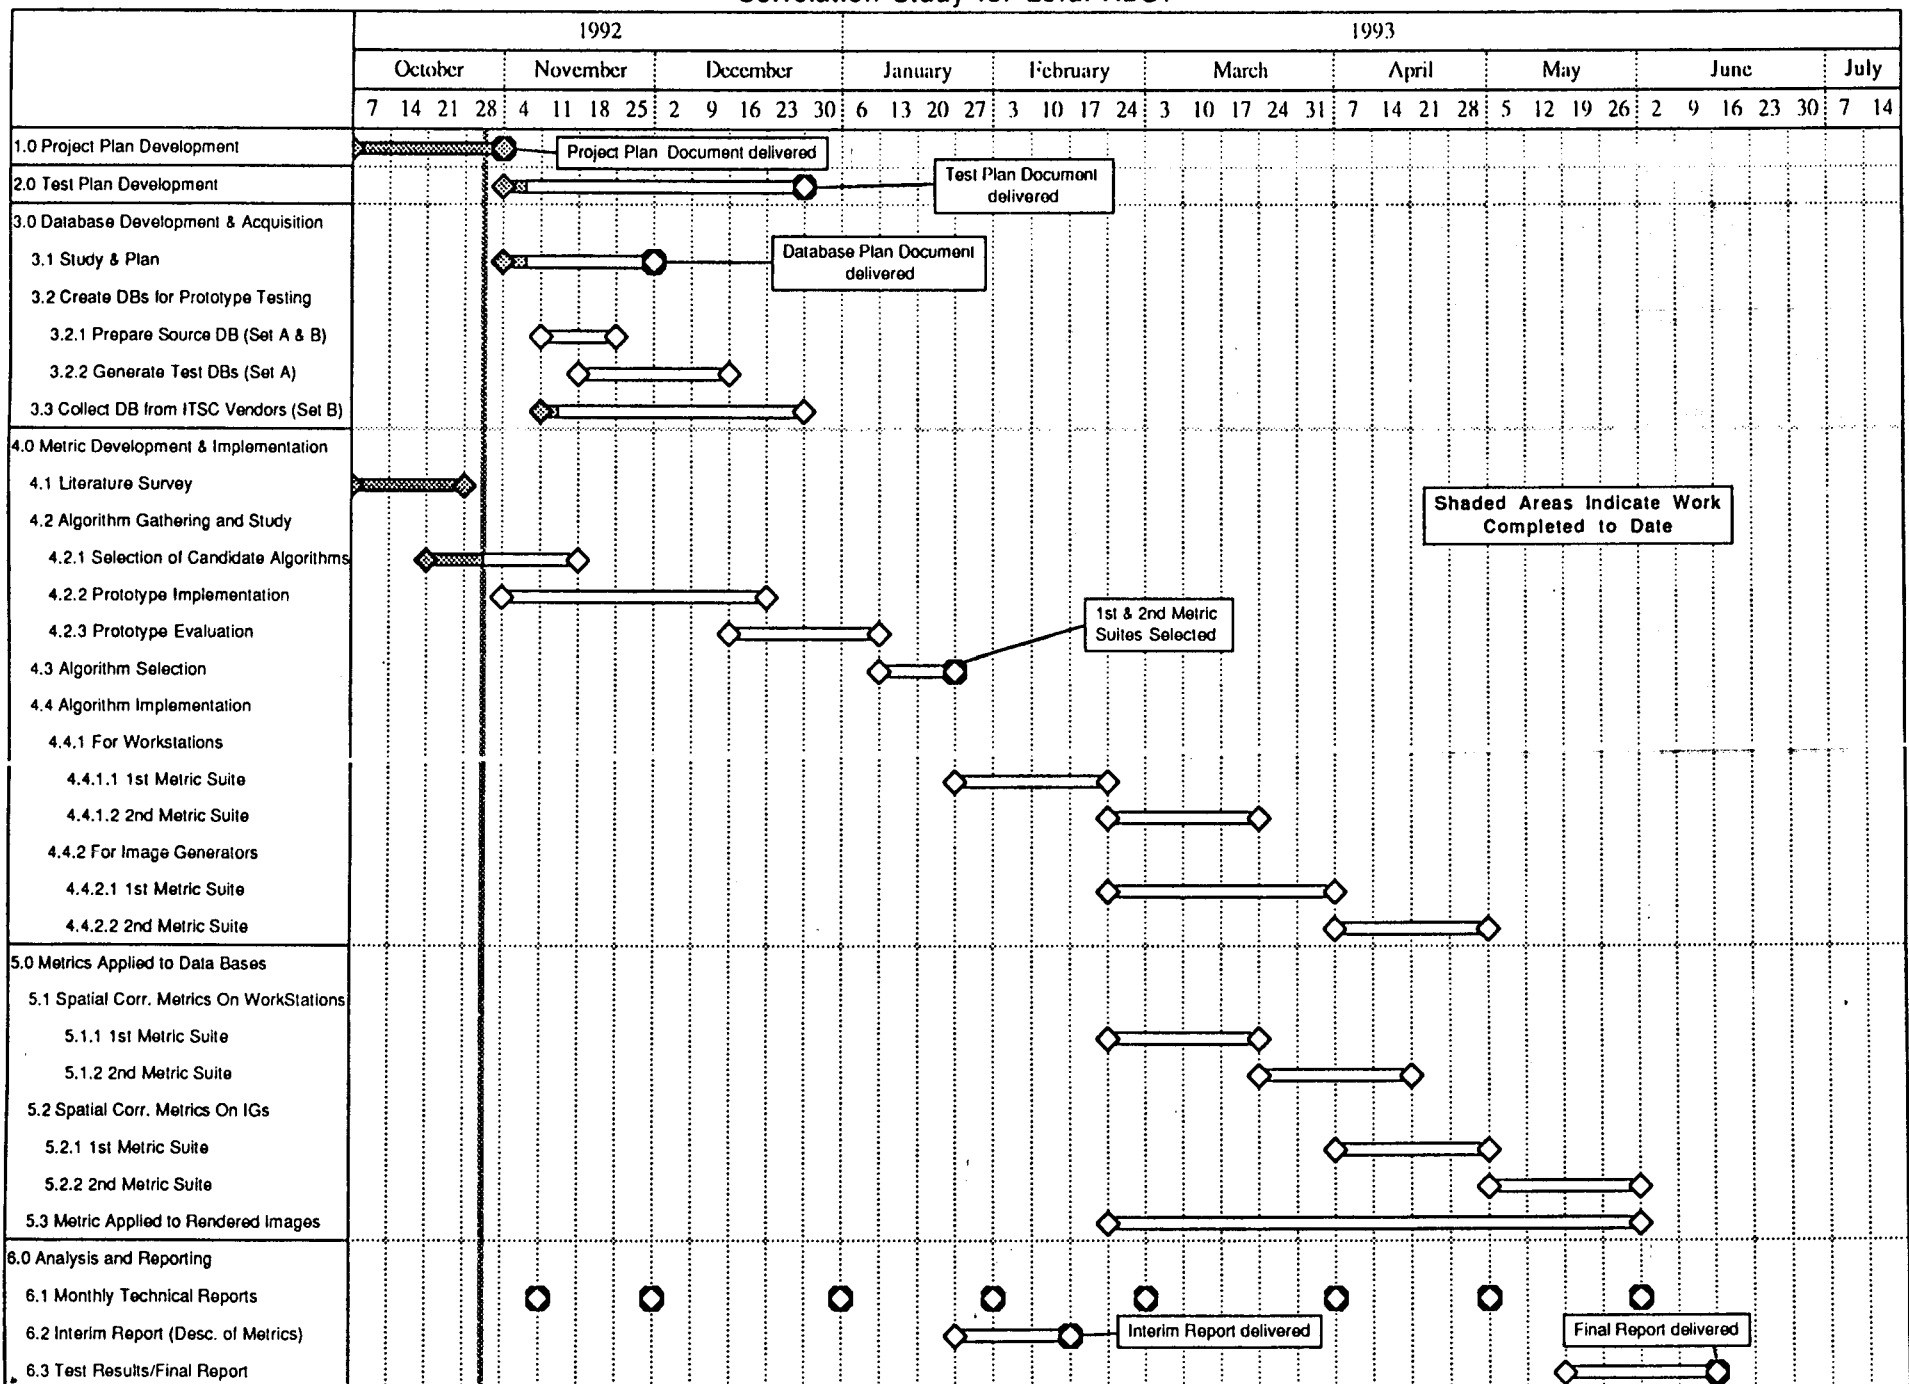 1992 1993
October November December January February March April May June July
7 14 21 28 4 11 18 25 2 9 16 23 30 6 13 20 27 3 10 17 24 3 10 17 24 31 7 14 21 28 5 12 19 26 2 9 16 23 30 7 14
1.0 Project Plan Development
Project Plan Document delivered
2.0 Test Plan Development
Test Plan Document
delivered
3.0 Database Development & Acquisition
3.1 Study & Plan
Database Plan Document
delivered
3.2 Create DBs for Prototype Testing
3.2.1 Prepare Source DB (Set A & B)
3.2.2 Generate Test DBs (Set A)
3.3 Collect DB from ITSC Vendors (Set B)
4.0 Metric Development & Implementation
4.1 Literature Survey
Shaded Areas Indicate Work
Completed to Date
4.2 Algorithm Gathering and Study
4.2.1 Selection of Candidate Algorithms
4.2.2 Prototype Implementation
1st & 2nd Metric
Suites Selected
4.2.3 Prototype Evaluation
4.3 Algorithm Selection
4.4 Algorithm Implementation
4.4.1 For Workstations
4.4.1.1 1st Metric Suite
4.4.1.2 2nd Metric Suite
4.4.2 For Image Generators
4.4.2.1 1st Metric Suite
4.4.2.2 2nd Metric Suite
5.0 Metrics Applied to Data Bases
5.1 Spatial Corr. Metrics On WorkStations
5.1.1 1st Metric Suite
5.1.2 2nd Metric Suite
5.2 Spatial Corr. Metrics On IGs
5.2.1 1st Metric Suite
5.2.2 2nd Metric Suite
5.3 Metric Applied to Rendered Images
6.0 Analysis and Reporting
6.1 Monthly Technical Reports
6.2 Interim Report (Desc. of Metrics)
Interim Report delivered
Final Report delivered
6.3 Test Results/Final Report